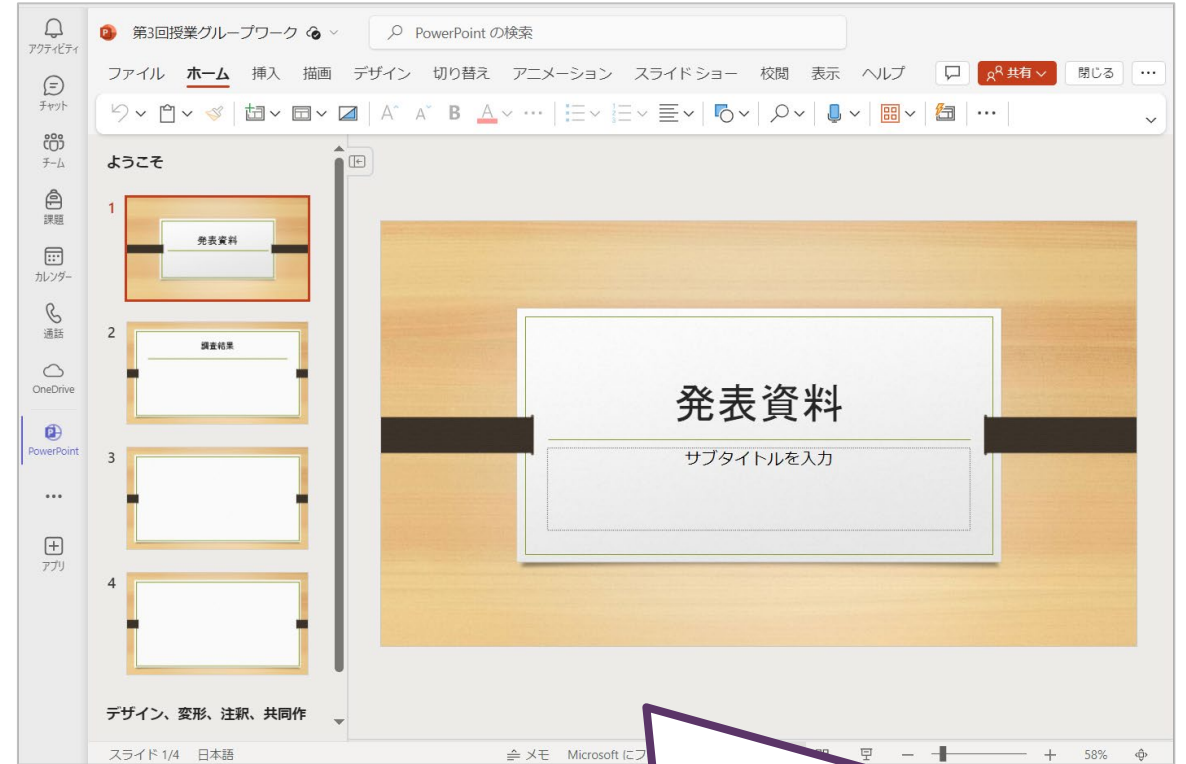 アクティビティ
チャット
チーム
課題
カレンダー
通話
OneDrive
PowerPoint
アプリ
第3回授業グループワーク
PowerPoint の検索
ファイル ホーム 挿入 描画 デザイン 切り替え アニメーション スライド ショー 校閲 表示 ヘルプ 共有 閉じる
ようこそ
1
発表資料
2
調査結果
3
4
デザイン、変形、注釈、共同作
発表資料
サブタイトルを入力
スライド 1/4 日本語 メモ Microsoft にフ 58%